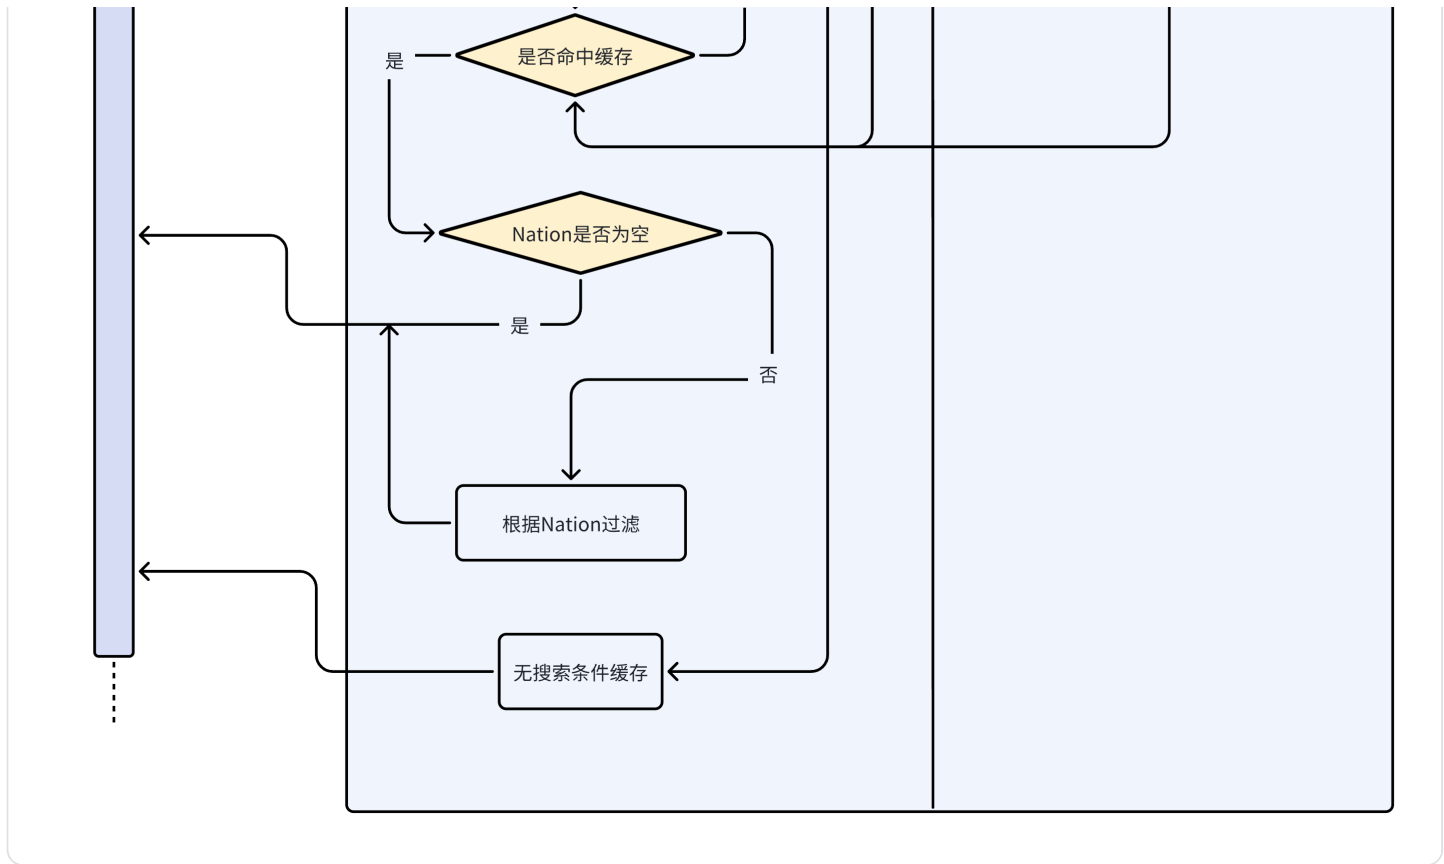 是否命中缓存
是
Nation是否为空
是
否
根据Nation过滤
无搜索条件缓存